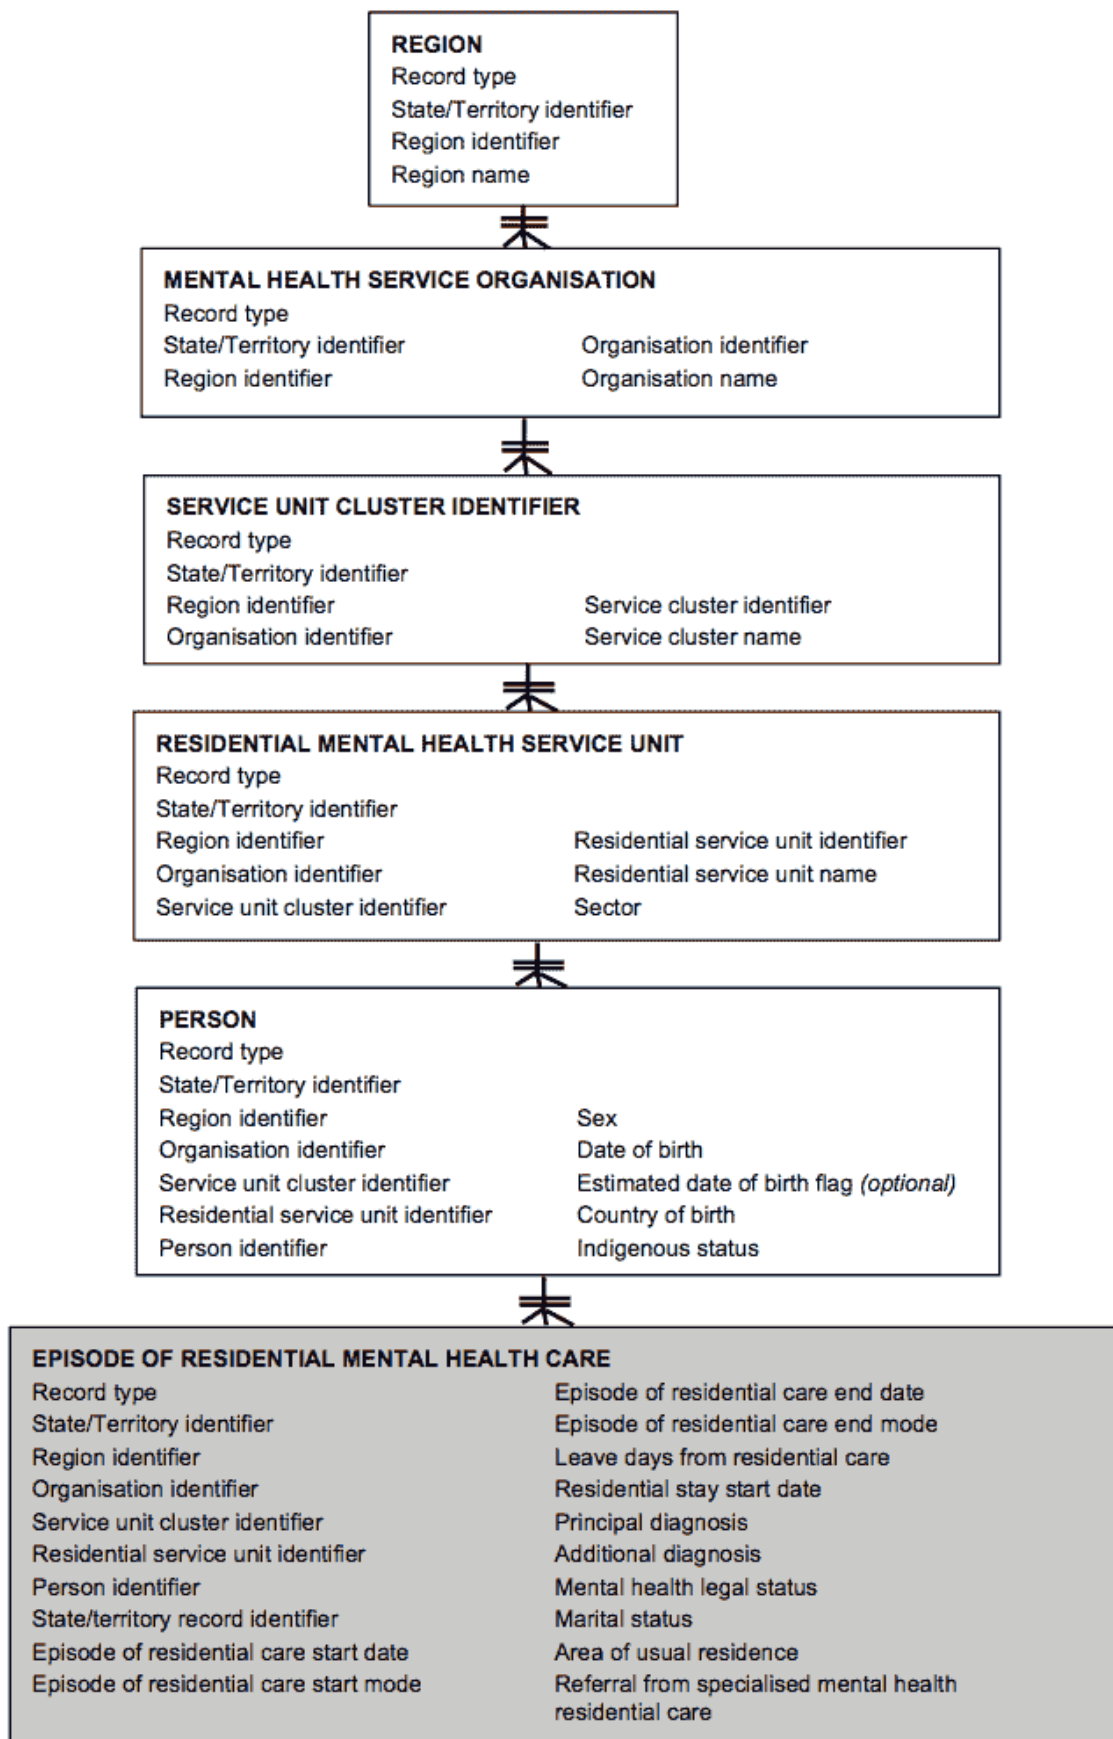 REGION
Record type
State/Territory identifier
Region identifier
Region name
MENTAL HEALTH SERVICE ORGANISATION
Record type
State/Territory identifier
Region identifier
Organisation identifier
Organisation name
SERVICE UNIT CLUSTER IDENTIFIER
Record type
State/Territory identifier
Region identifier
Organisation identifier
Service cluster identifier
Service cluster name
RESIDENTIAL MENTAL HEALTH SERVICE UNIT
Record type
State/Territory identifier
Region identifier
Organisation identifier
Service unit cluster identifier
Residential service unit identifier
Residential service unit name
Sector
PERSON
Record type
State/Territory identifier
Region identifier
Organisation identifier
Service unit cluster identifier
Residential service unit identifier
Person identifier
Sex
Date of birth
Estimated date of birth flag (optional)
Country of birth
Indigenous status
EPISODE OF RESIDENTIAL MENTAL HEALTH CARE
Record type
State/Territory identifier
Region identifier
Organisation identifier
Service unit cluster identifier
Residential service unit identifier
Person identifier
State/territory record identifier
Episode of residential care start date
Episode of residential care start mode
Episode of residential care end date
Episode of residential care end mode
Leave days from residential care
Residential stay start date
Principal diagnosis
Additional diagnosis
Mental health legal status
Marital status
Area of usual residence
Referral from specialised mental health
residential care